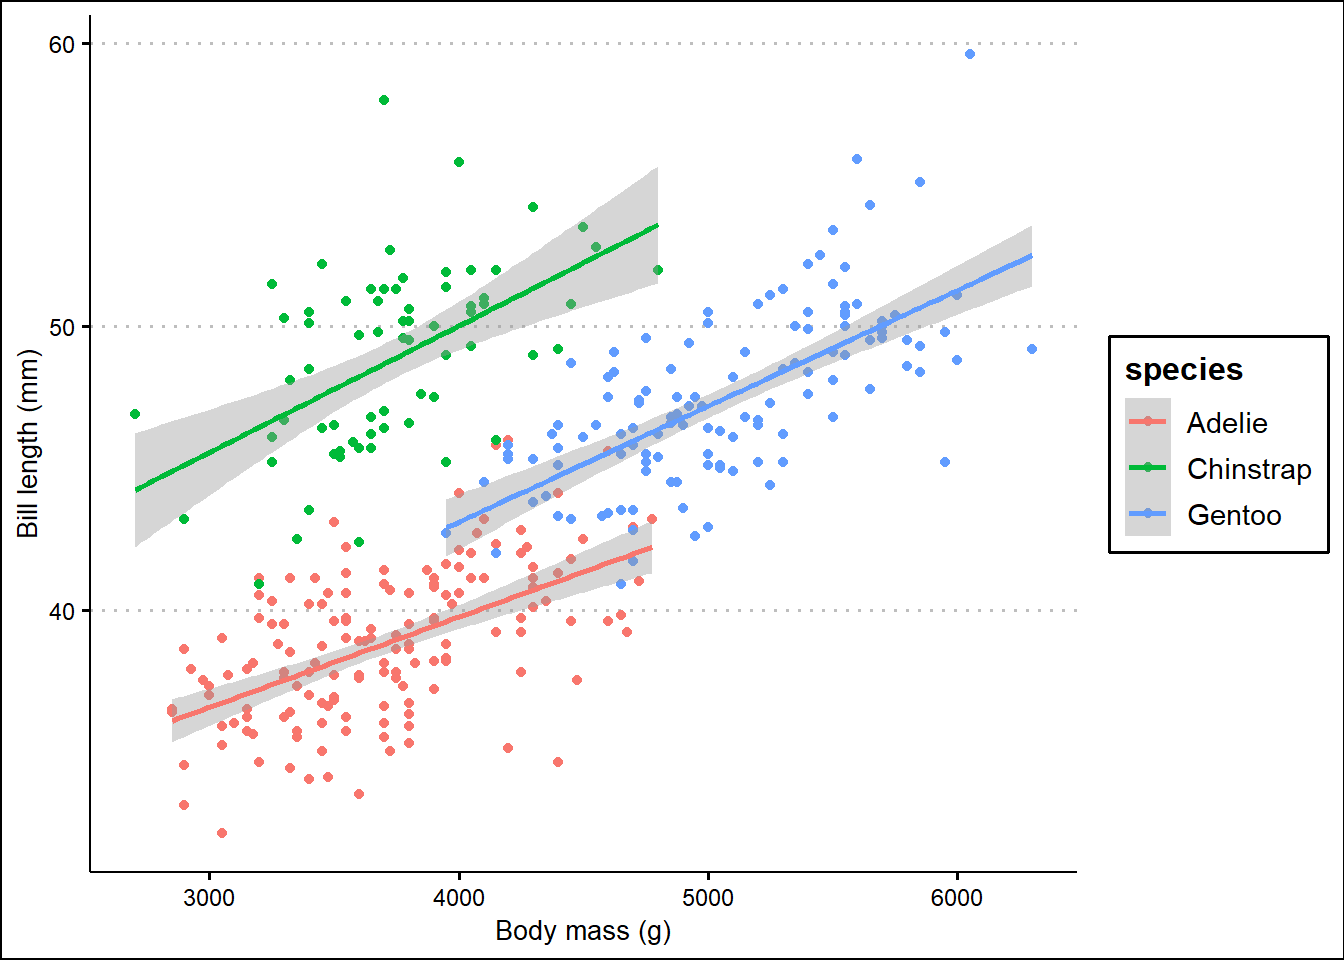 60
50
40
Bill length (mm)
3000 4000 5000 6000
Body mass (g)
species
Adelie
Chinstrap
Gentoo